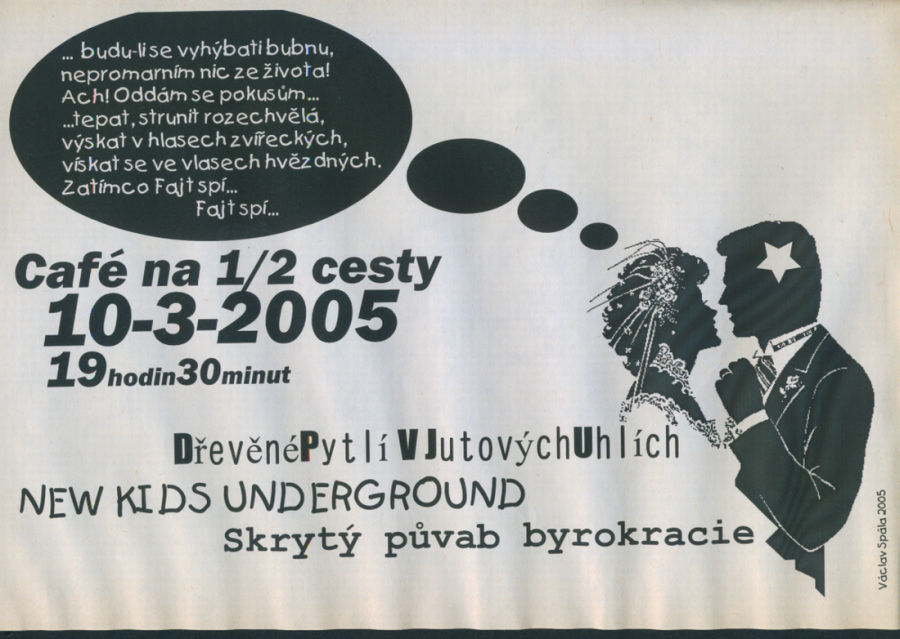 ... budu-li se vyhýbati bubnu,
nepromarním nic ze života!
Ach! Oddám se pokusům...
...tepat, strunit rozechvělá,
výskat v hlasech zvířeckých,
vískat se ve vlasech hvězdných.
Zatímco Fajt spí...
Fajt spí...
Café na 1/2 cesty
10-3-2005
19hodin30minut
DřevěnéPytlíVJutovýchUhlích
NEW KIDS UNDERGROUND
Skrytý půvab byrokracie
Václav Spála 2005